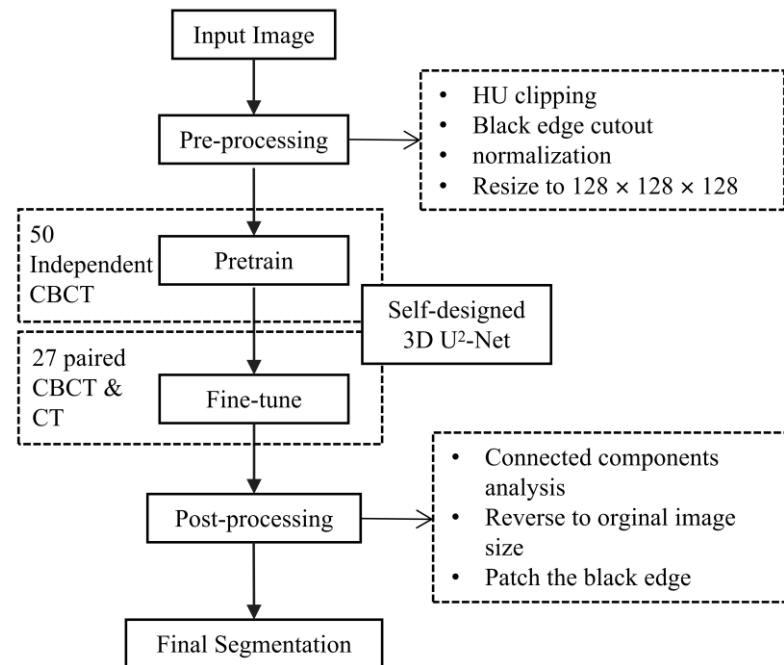 Input Image
Pre-processing
• HU clipping
• Black edge cutout
• normalization
• Resize to 128 × 128 × 128
50
Independent
CBCT
Pretrain
Self-designed
3D U²-Net
27 paired
CBCT &
CT
Fine-tune
Post-processing
• Connected components
analysis
• Reverse to orginal image
size
• Patch the black edge
Final Segmentation